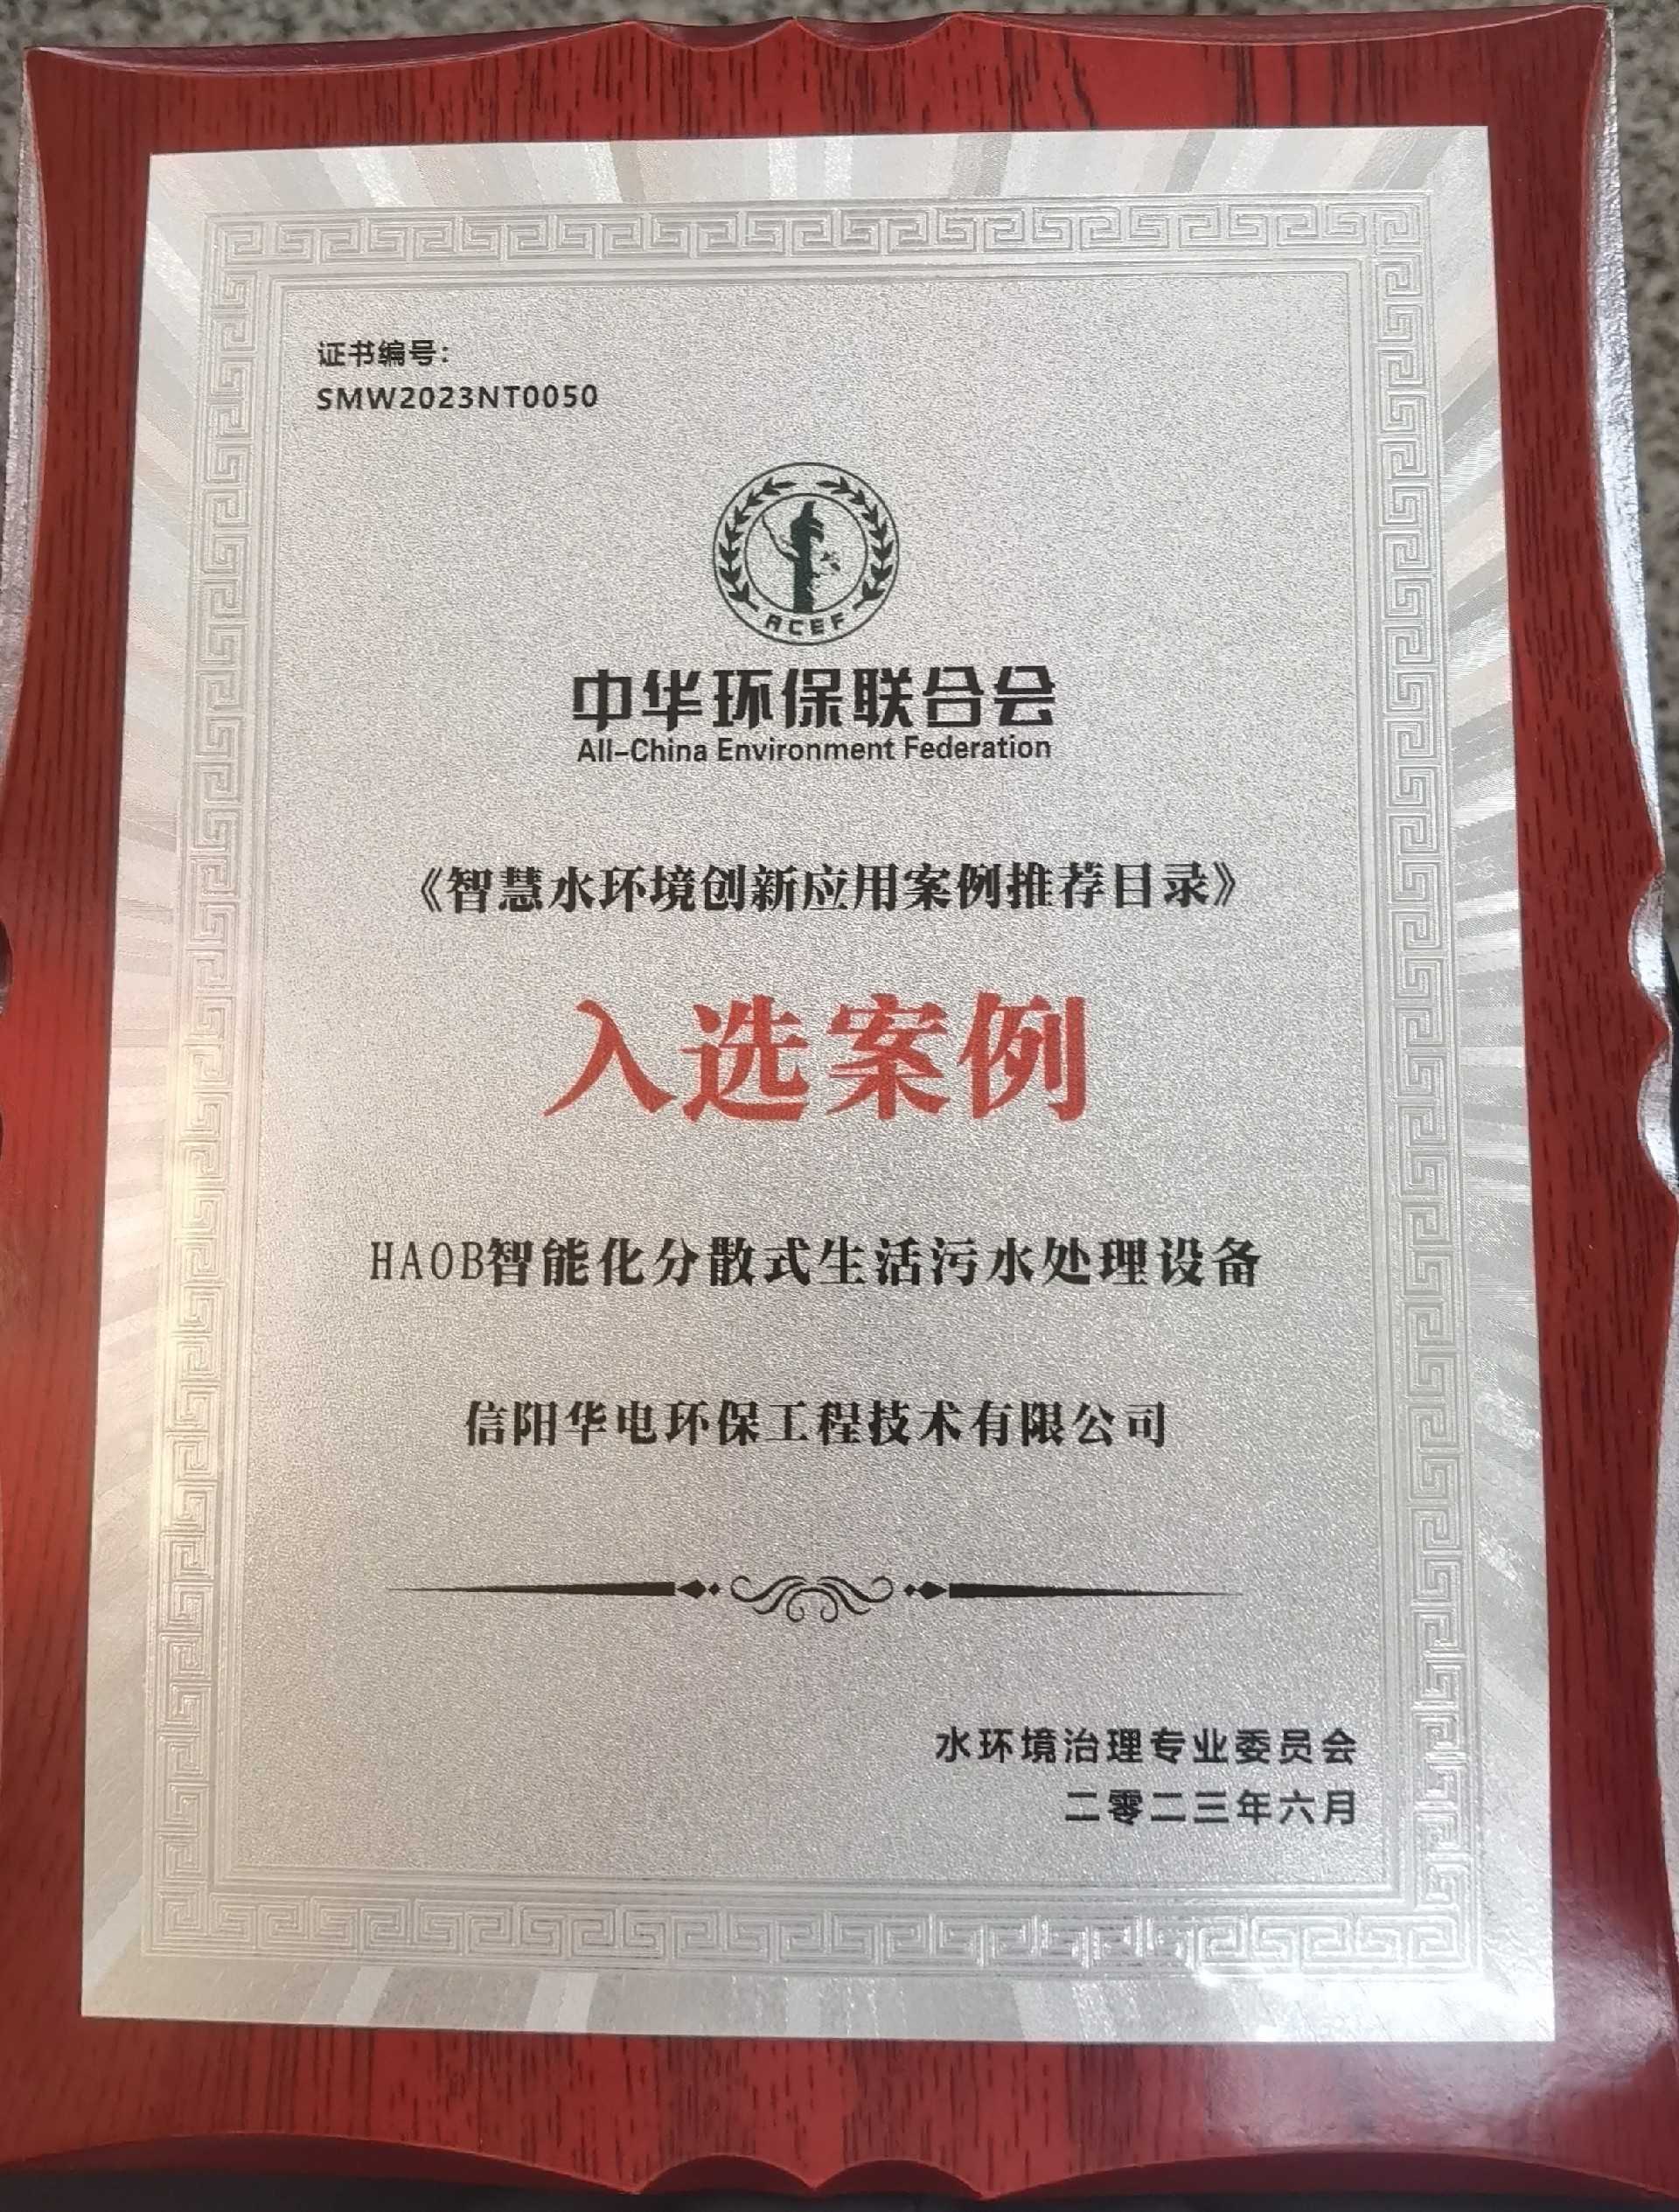 证书编号：
SMW2023NT0050
ACEF
中华环保联合会
All-China Environment Federation
《智慧水环境创新应用案例推荐目录》
入选案例
HAOB智能化分散式生活污水处理设备
信阳华电环保工程技术有限公司
水环境治理专业委员会
二零二三年六月